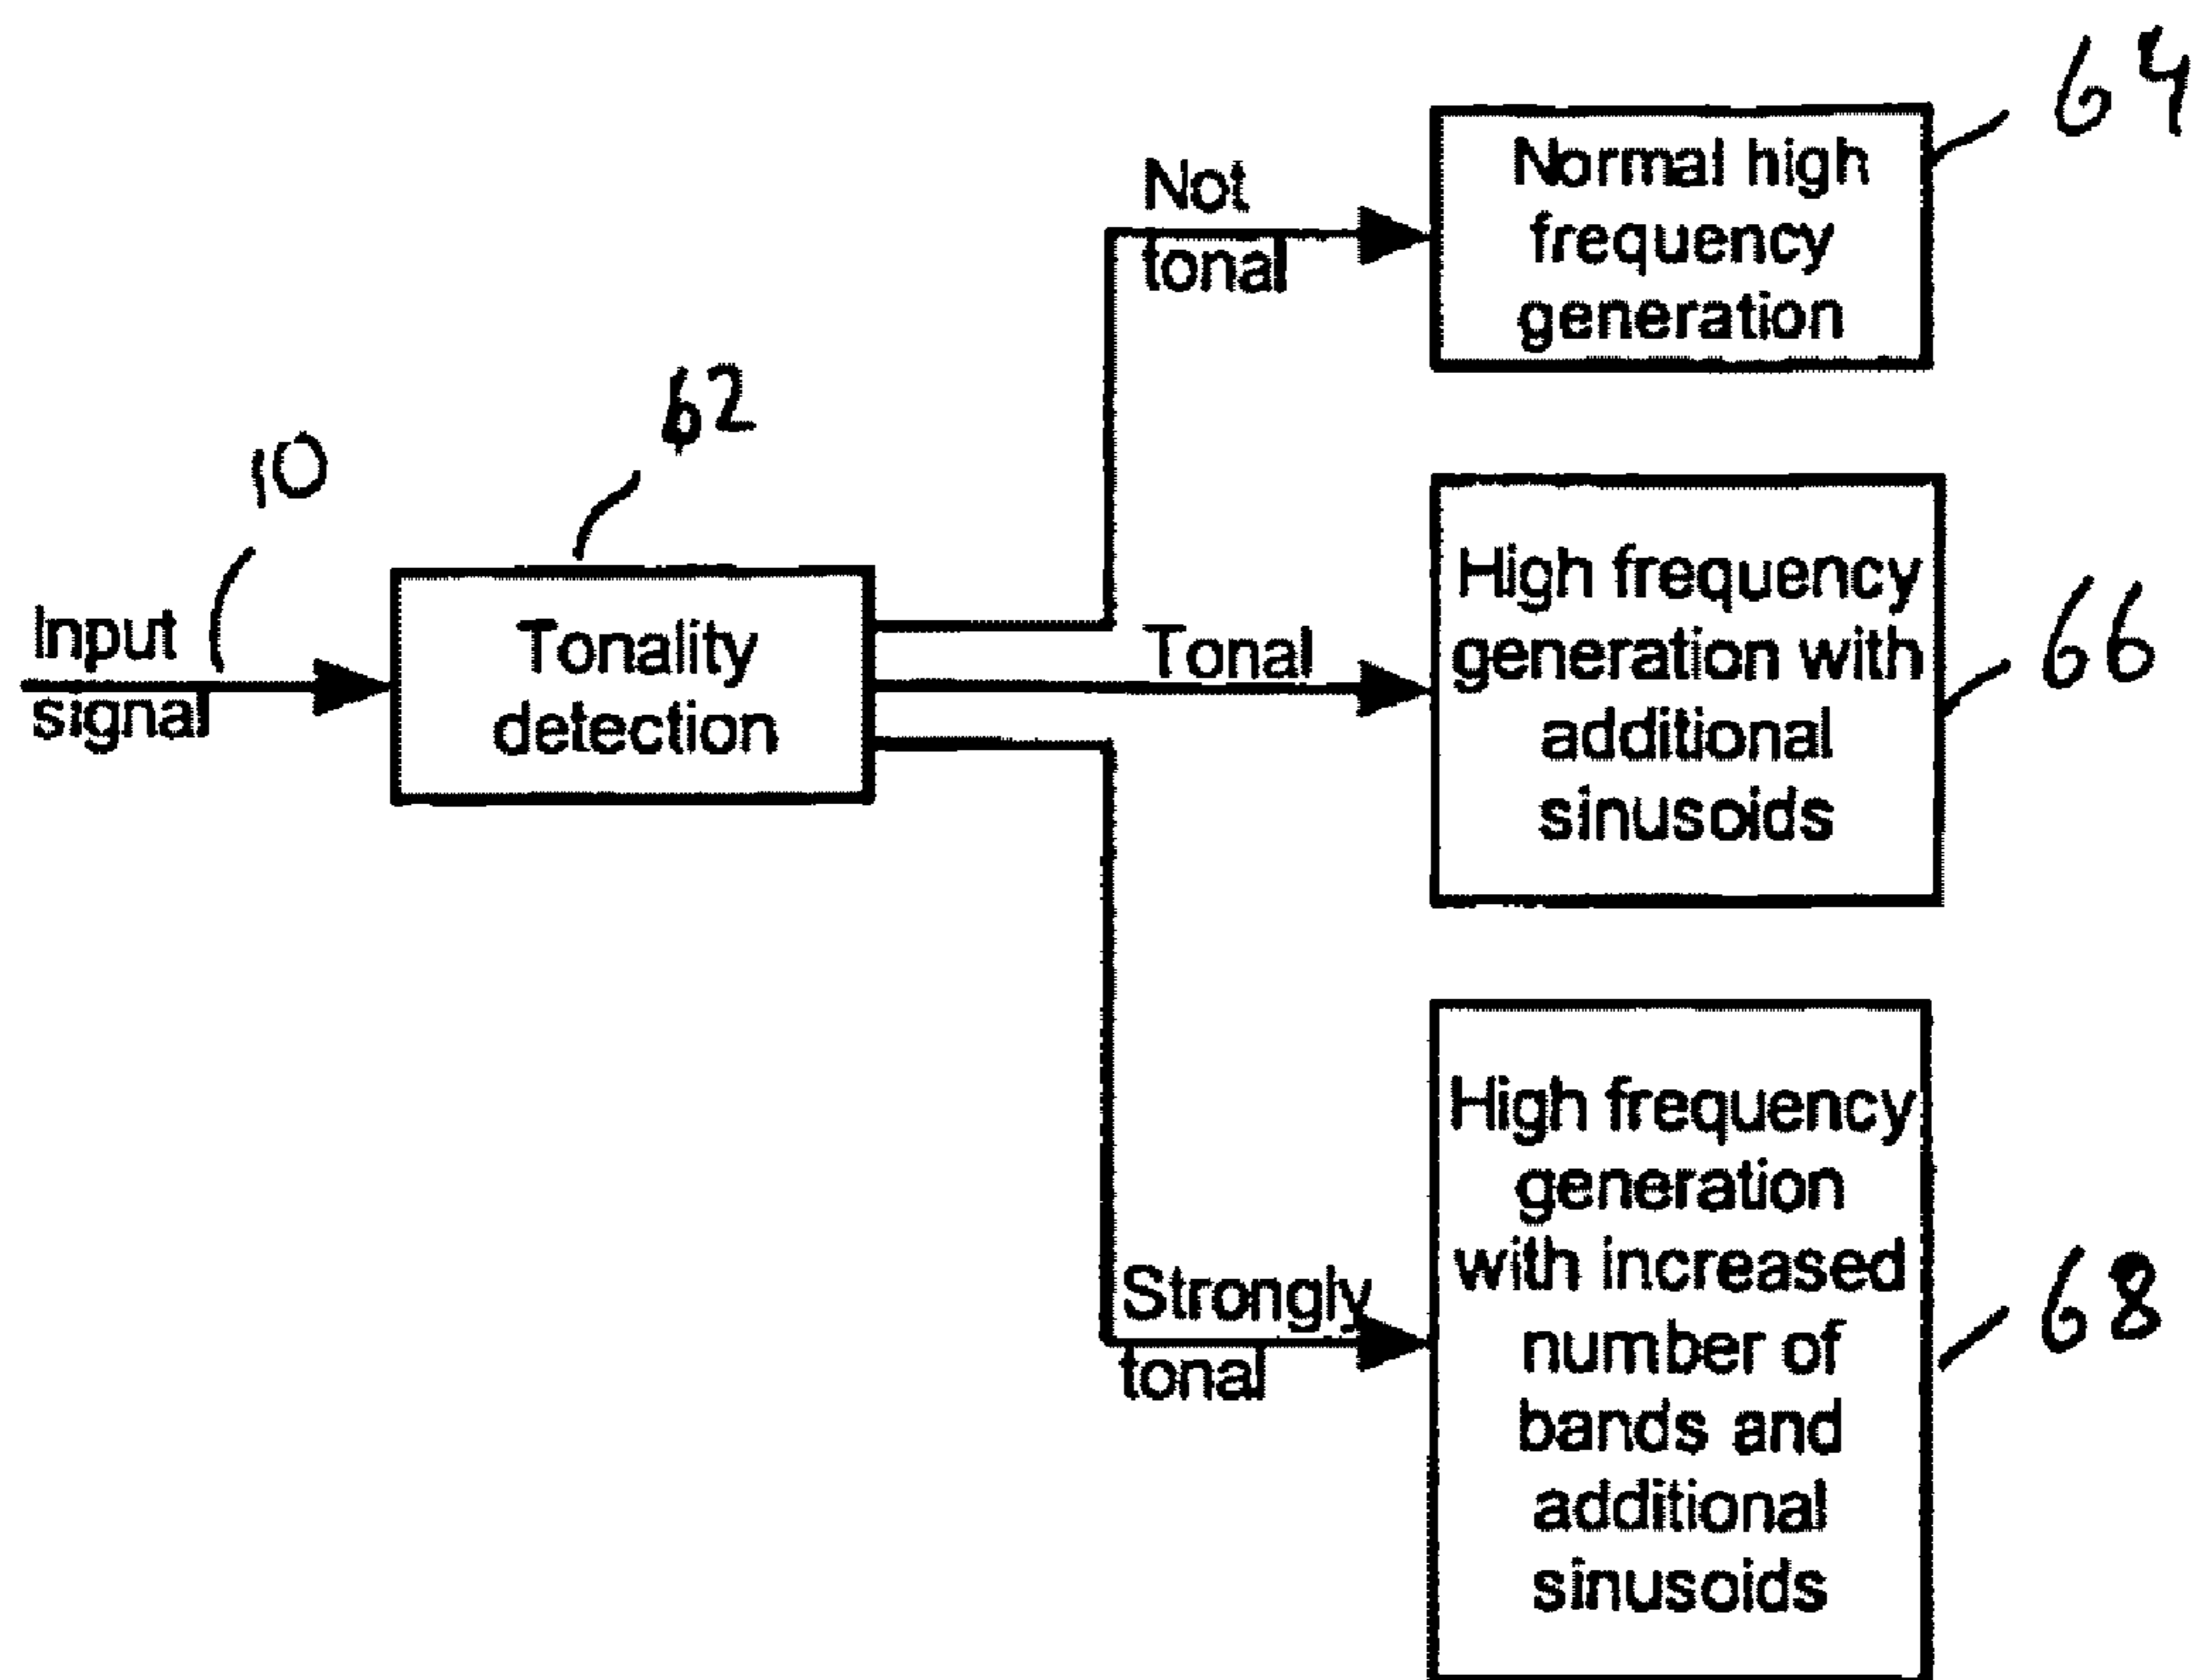 64
Not
tonal
Normal high
frequency
generation
62
10
Input
signal
Tonality
detection
Tonal
High frequency
generation with
additional
sinusoids
66
Strongly
tonal
High frequency
generation
with increased
number of
bands and
additional
sinusoids
68